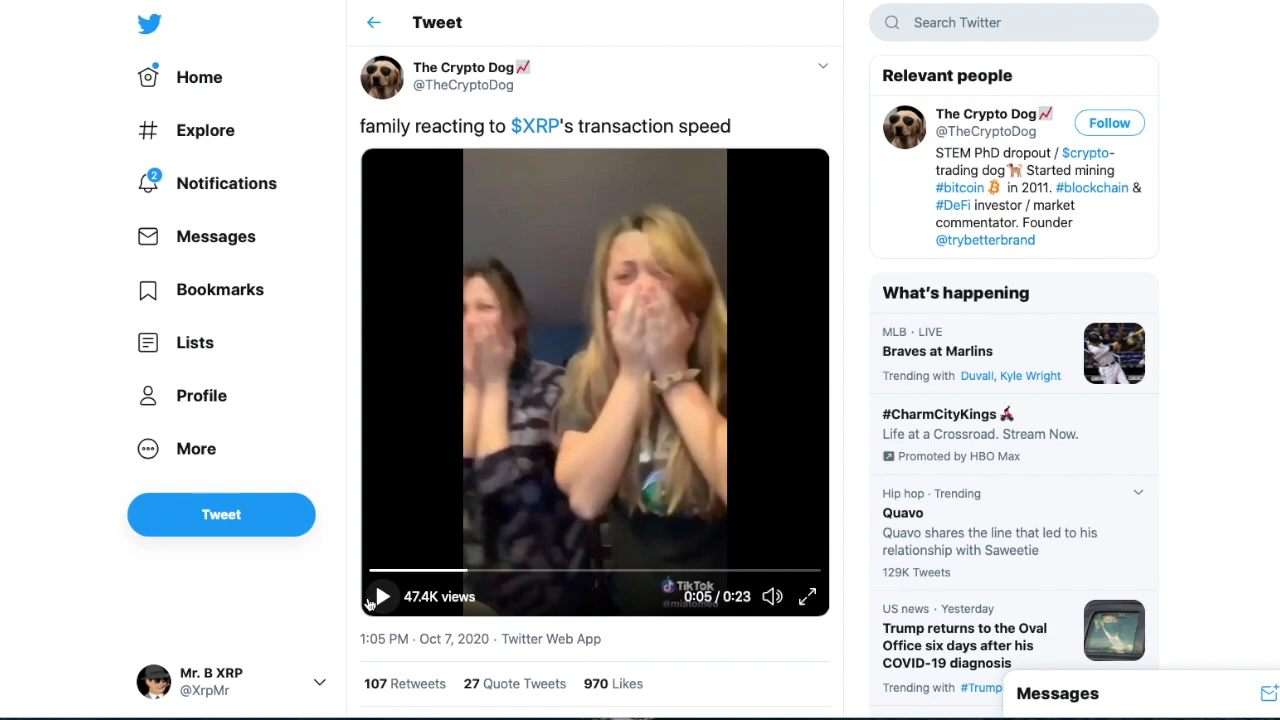 Home
Explore
2
Notifications
Messages
Bookmarks
Lists
Profile
More
Tweet
Mr. B XRP
@XrpMr
Tweet
The Crypto Dog📈
@TheCryptoDog
family reacting to $XRP's transaction speed
TikTok
47.4K views
0:05 / 0:23
1:05 PM · Oct 7, 2020 · Twitter Web App
107 Retweets 27 Quote Tweets 970 Likes
Search Twitter
Relevant people
The Crypto Dog📈
@TheCryptoDog
Follow
STEM PhD dropout / $crypto-
trading dog🐕 Started mining
#bitcoin in 2011. #blockchain &
#DeFi investor / market
commentator. Founder
@trybetterbrand
What's happening
MLB · LIVE
Braves at Marlins
Trending with Duvall, Kyle Wright
#CharmCityKings
Life at a Crossroad. Stream Now.
Promoted by HBO Max
Hip hop · Trending
Quavo
Quavo shares the line that led to his
relationship with Saweetie
129K Tweets
US news · Yesterday
Trump returns to the Oval
Office six days after his
COVID-19 diagnosis
Trending with #Trump
Messages